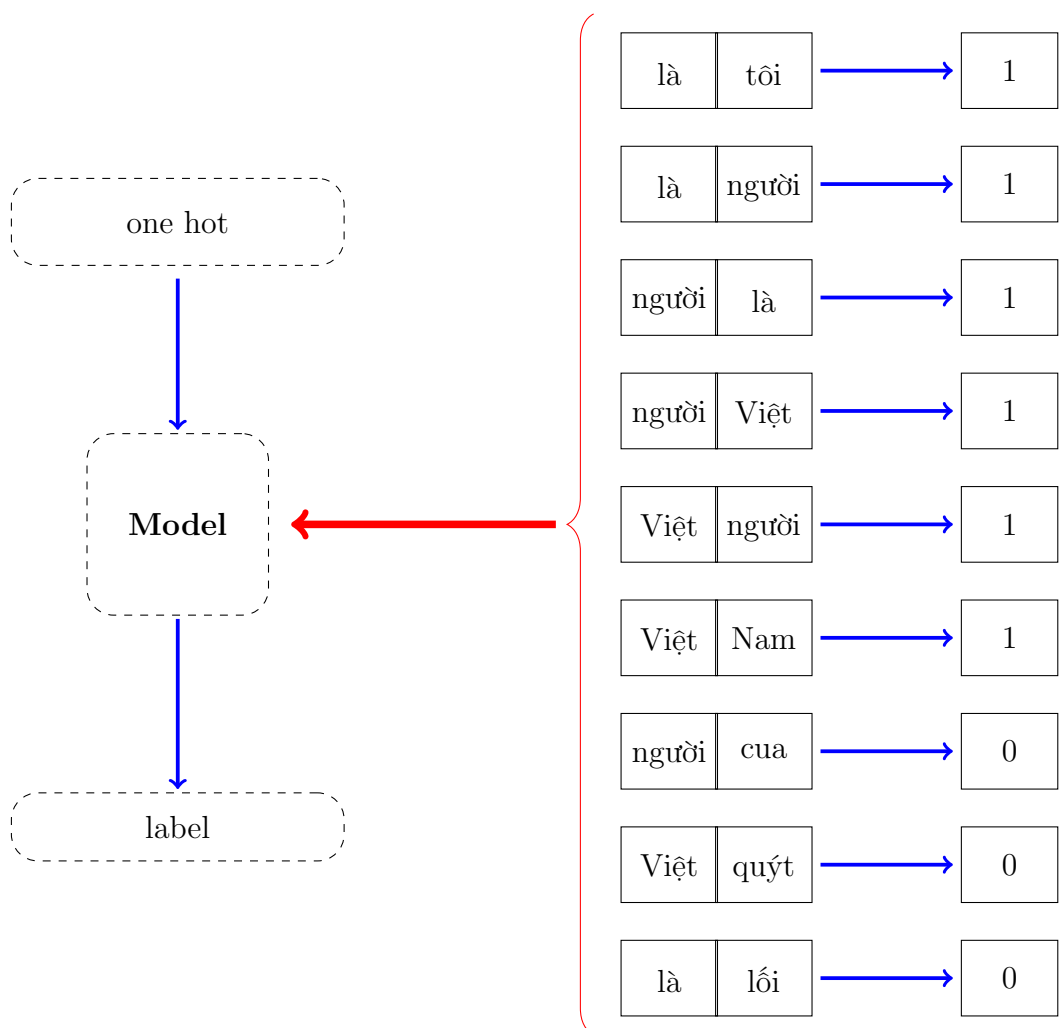 one hot
Model
label
là tôi 1
là người 1
người là 1
người Việt 1
Việt người 1
Việt Nam 1
người cua 0
Việt quýt 0
là lối 0